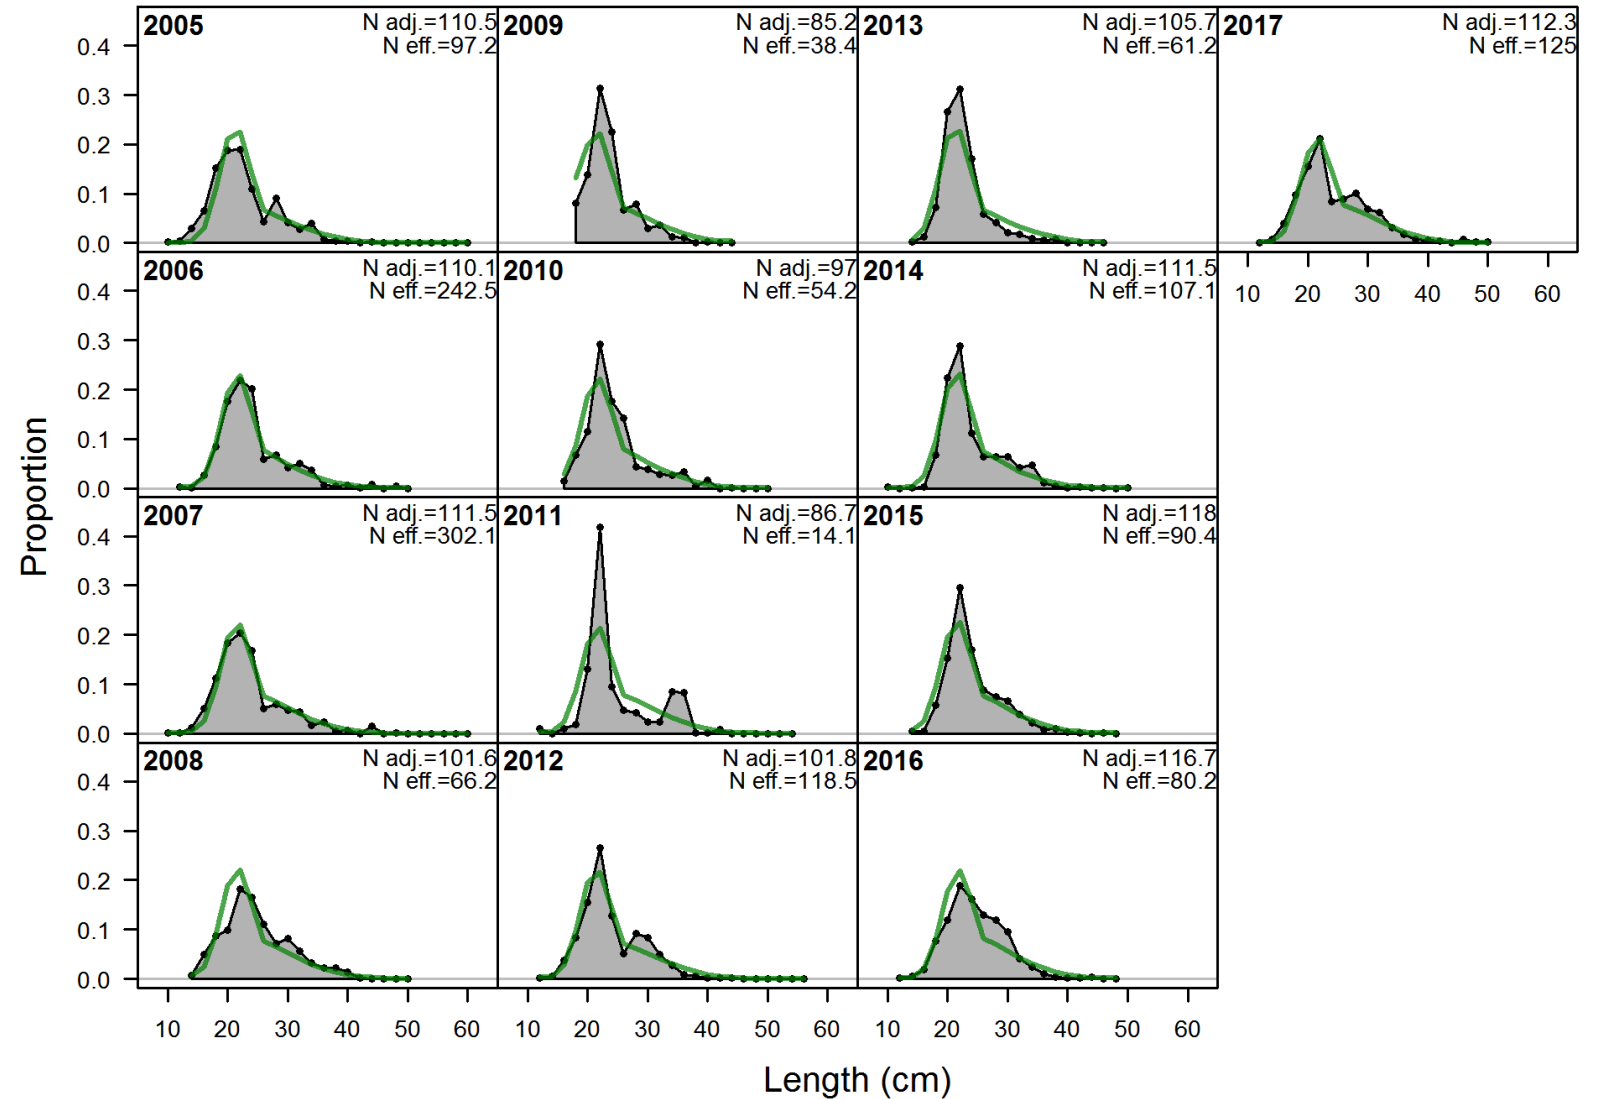 2005
N adj.=110.5
N eff.=97.2
2009
N adj.=85.2
N eff.=38.4
2013
N adj.=105.7
N eff.=61.2
2017
N adj.=112.3
N eff.=125
0.4
0.3
0.2
0.1
0.0
2006
N adj.=110.1
N eff.=242.5
2010
N adj.=97
N eff.=54.2
2014
N adj.=111.5
N eff.=107.1
10 20 30 40 50 60
0.4
0.3
0.2
0.1
0.0
2007
N adj.=111.5
N eff.=302.1
2011
N adj.=86.7
N eff.=14.1
2015
N adj.=118
N eff.=90.4
0.4
0.3
0.2
0.1
0.0
2008
N adj.=101.6
N eff.=66.2
2012
N adj.=101.8
N eff.=118.5
2016
N adj.=116.7
N eff.=80.2
0.4
0.3
0.2
0.1
0.0
10 20 30 40 50 60
10 20 30 40 50 60
10 20 30 40 50 60
Proportion
Length (cm)